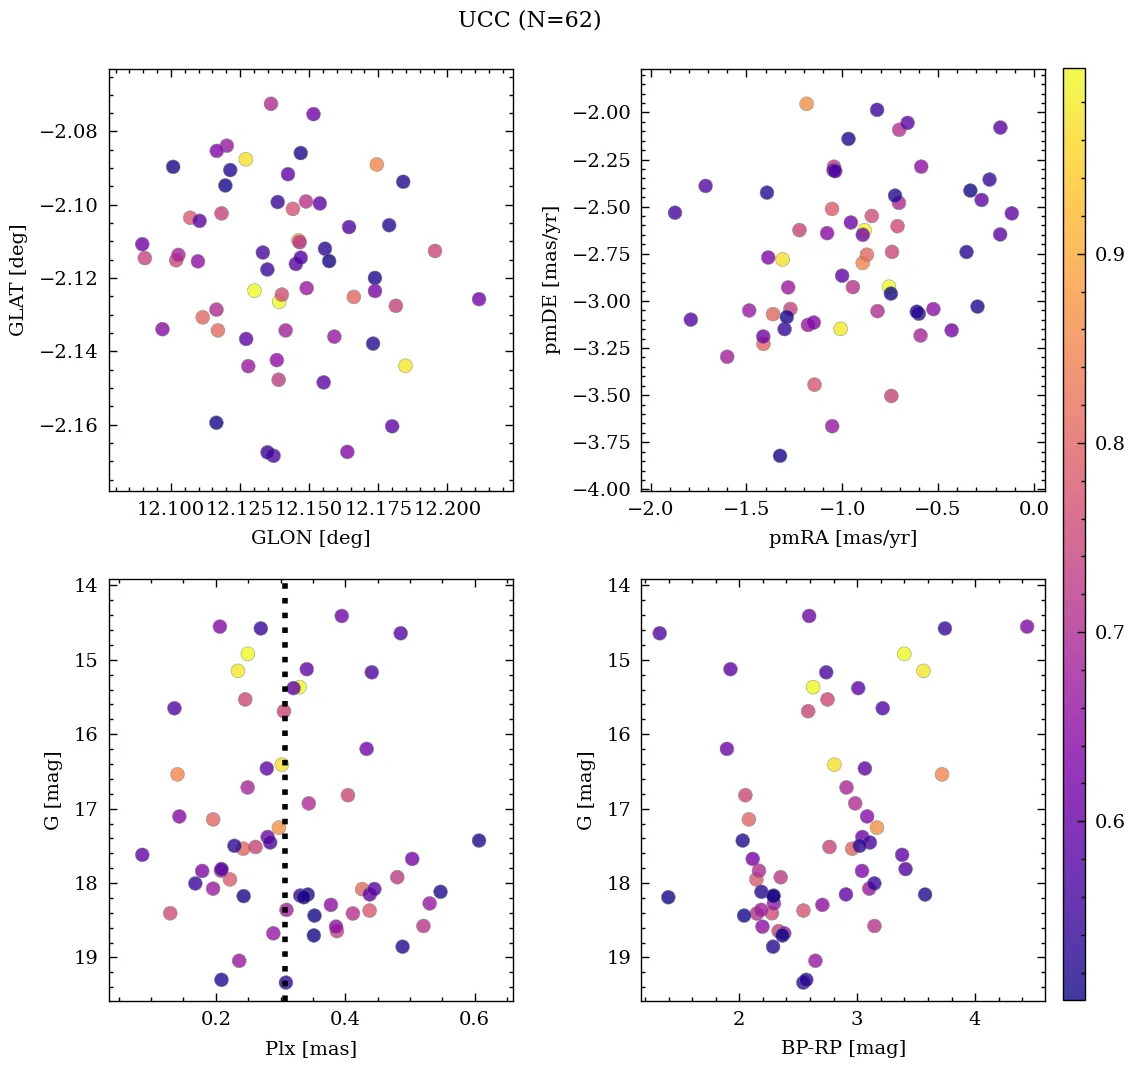 UCC (N=62)
−2.08
−2.10
−2.12
−2.14
−2.16
GLAT [deg]
12.100 12.125 12.150 12.175 12.200
GLON [deg]
−2.00
−2.25
−2.50
−2.75
−3.00
−3.25
−3.50
−3.75
−4.00
pmDE [mas/yr]
−2.0 −1.5 −1.0 −0.5 0.0
pmRA [mas/yr]
0.9
0.8
0.7
0.6
14
15
16
17
18
19
G [mag]
0.2 0.4 0.6
Plx [mas]
14
15
16
17
18
19
G [mag]
2 3 4
BP-RP [mag]